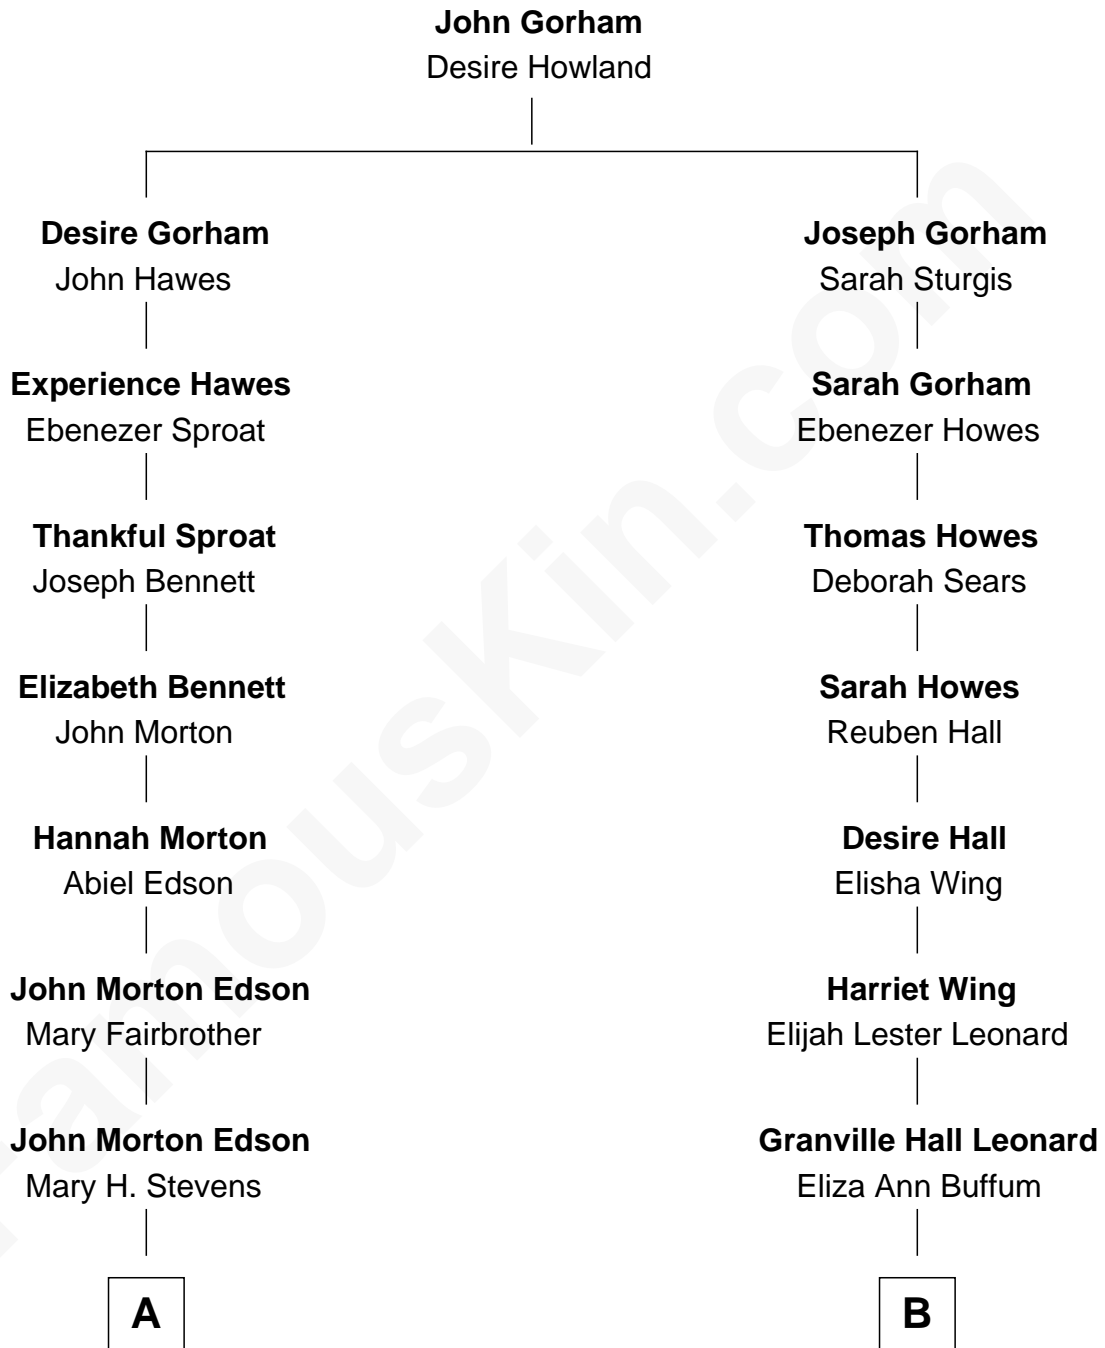 John Gorham
Desire Howland
Desire Gorham
John Hawes
Joseph Gorham
Sarah Sturgis
Experience Hawes
Ebenezer Sproat
Sarah Gorham
Ebenezer Howes
Thankful Sproat
Joseph Bennett
Thomas Howes
Deborah Sears
Elizabeth Bennett
John Morton
Sarah Howes
Reuben Hall
Hannah Morton
Abiel Edson
Desire Hall
Elisha Wing
John Morton Edson
Mary Fairbrother
Harriet Wing
Elijah Lester Leonard
John Morton Edson
Mary H. Stevens
Granville Hall Leonard
Eliza Ann Buffum
A
B
FamousKin.com